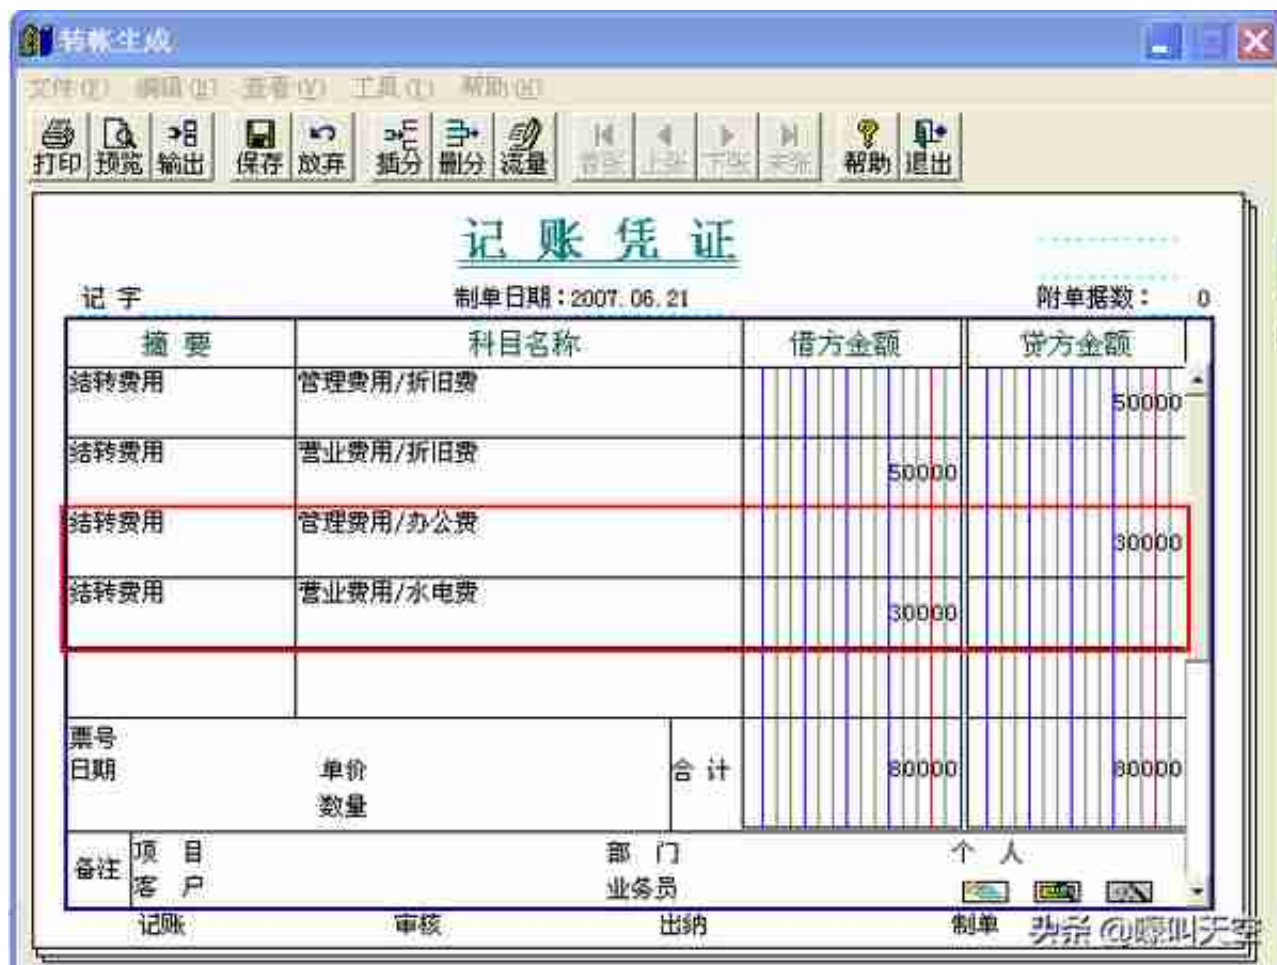 转帐生成
文件(F) 编辑(E) 查看(V) 工具(T) 帮助(H)
打印 预览 输出 保存 放弃 插分 删分 流量 首张 上张 下张 末张 帮助 退出
记 账 凭 证
记 字 制单日期：2007.06.21 附单据数： 0
摘 要 科目名称 借方金额 贷方金额
结转费用 管理费用/折旧费 50000
结转费用 营业费用/折旧费 50000
结转费用 管理费用/办公费 30000
结转费用 营业费用/水电费 30000
票号
日期 单价 合 计 80000 80000
数量
备注 项 目 部 门 个 人
客 户 业务员
记账 审核 出纳 制单
头条 @嚎叫天空